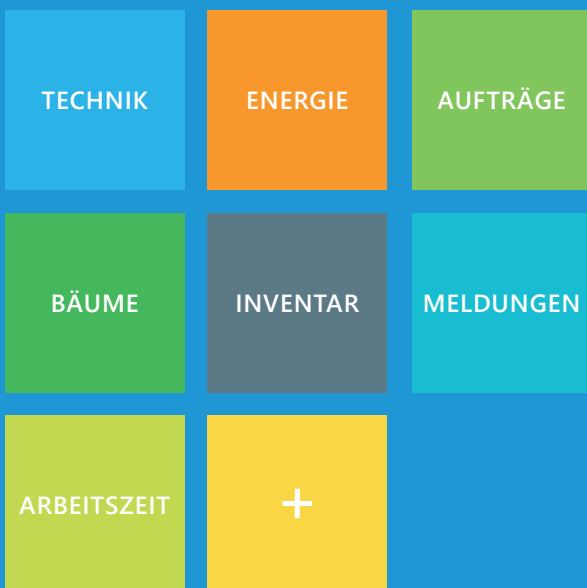 TECHNIK
ENERGIE
AUFTRÄGE
BÄUME
INVENTAR
MELDUNGEN
ARBEITSZEIT
+